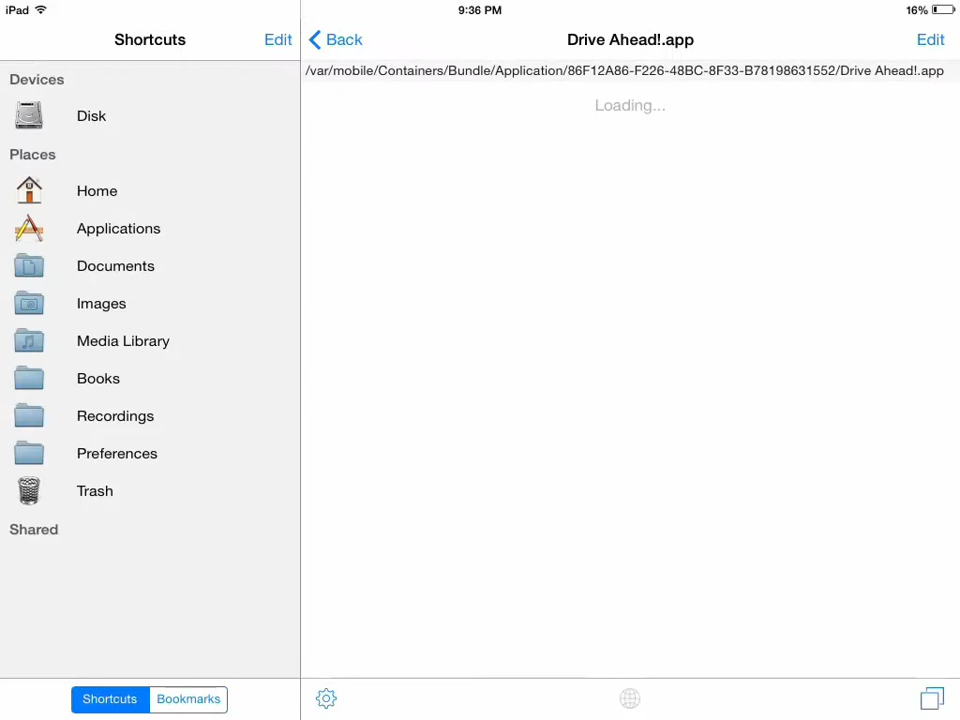 iPad
9:36 PM
16%
Shortcuts
Edit
Devices
Disk
Places
Home
Applications
Documents
Images
Media Library
Books
Recordings
Preferences
Trash
Shared
Shortcuts
Bookmarks
Back
Drive Ahead!.app
Edit
/var/mobile/Containers/Bundle/Application/86F12A86-F226-48BC-8F33-B78198631552/Drive Ahead!.app
Loading...